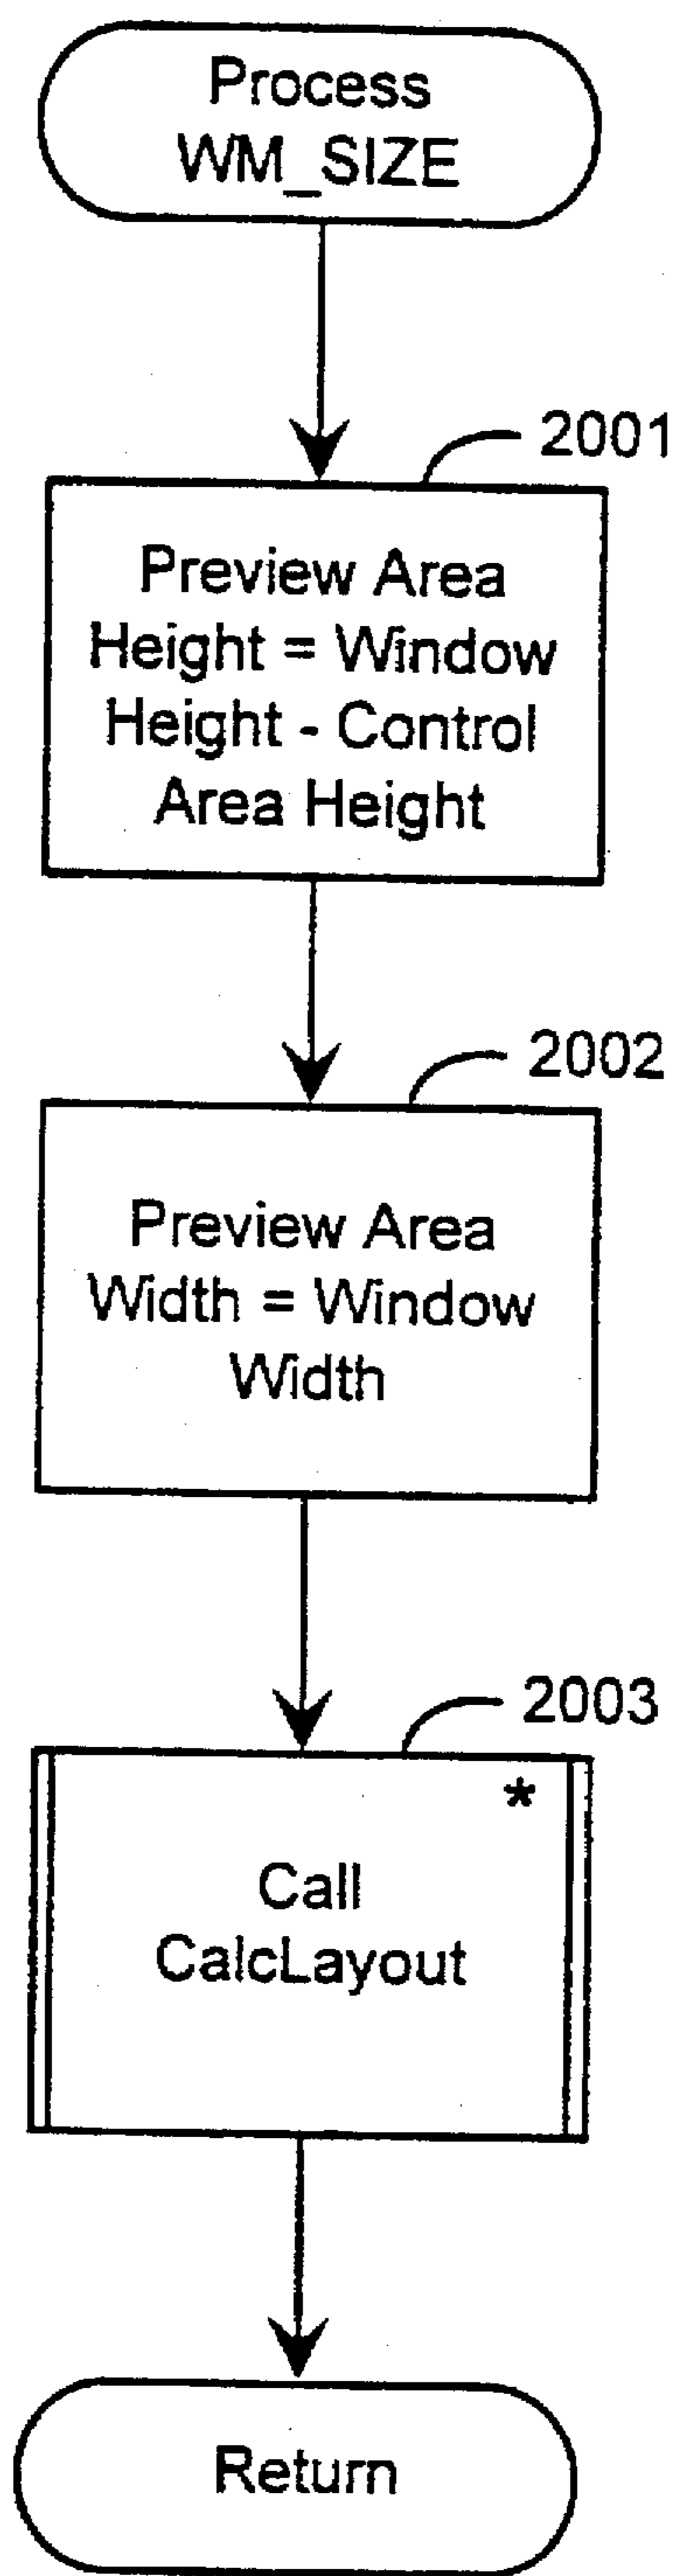 Process
WM_SIZE
2001
Preview Area
Height = Window
Height - Control
Area Height
2002
Preview Area
Width = Window
Width
2003
*
Call
CalcLayout
Return